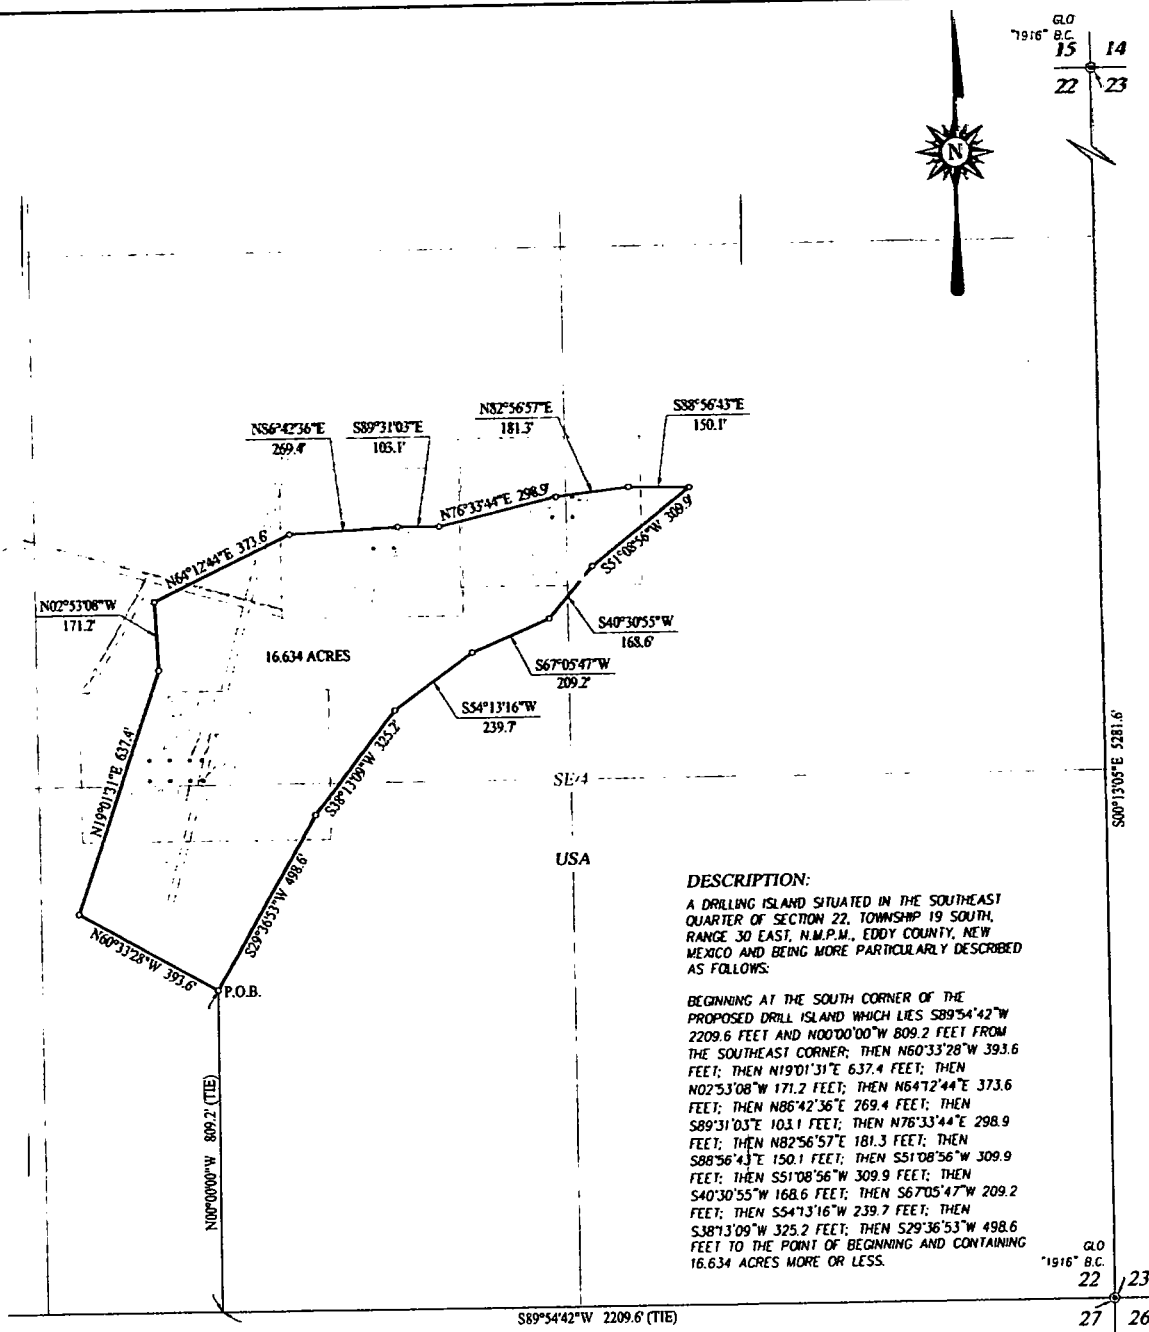 GLO
"1916" B.C.
15 14
22 23
N
N82°56'57"E
181.3'
S88°56'43"E
150.1'
N86°42'36"E
269.4'
S89°31'03"E
103.1'
N76°33'44"E 298.9'
S51°08'56"W 309.9'
N64°12'44"E 373.6'
N02°53'08"W
171.2'
S40°30'55"W
168.6'
16.634 ACRES
S67°05'47"W
209.2'
S54°13'16"W
239.7'
N19°01'31"E 637.4'
S38°13'09"W 325.2'
SE/4
S00°13'05"E 5281.6'
USA
S29°36'53"W 498.6'
N60°33'28"W 393.6'
P.O.B.
N00°00'00"W 809.2' (TIE)
DESCRIPTION:
A DRILLING ISLAND SITUATED IN THE SOUTHEAST
QUARTER OF SECTION 22, TOWNSHIP 19 SOUTH,
RANGE 30 EAST, N.M.P.M., EDDY COUNTY, NEW
MEXICO AND BEING MORE PARTICULARLY DESCRIBED
AS FOLLOWS:
BEGINNING AT THE SOUTH CORNER OF THE
PROPOSED DRILL ISLAND WHICH LIES S89°54'42"W
2209.6 FEET AND N00°00'00"W 809.2 FEET FROM
THE SOUTHEAST CORNER; THEN N60°33'28"W 393.6
FEET; THEN N19°01'31"E 637.4 FEET; THEN
N02°53'08"W 171.2 FEET; THEN N64°12'44"E 373.6
FEET; THEN N86°42'36"E 269.4 FEET; THEN
S89°31'03"E 103.1 FEET; THEN N76°33'44"E 298.9
FEET; THEN N82°56'57"E 181.3 FEET; THEN
S88°56'43"E 150.1 FEET; THEN S51°08'56"W 309.9
FEET; THEN S51°08'56"W 309.9 FEET; THEN
S40°30'55"W 168.6 FEET; THEN S67°05'47"W 209.2
FEET; THEN S54°13'16"W 239.7 FEET; THEN
S38°13'09"W 325.2 FEET; THEN S29°36'53"W 498.6
FEET TO THE POINT OF BEGINNING AND CONTAINING
16.634 ACRES MORE OR LESS.
GLO
"1916" B.C.
22 23
27 26
S89°54'42"W 2209.6' (TIE)